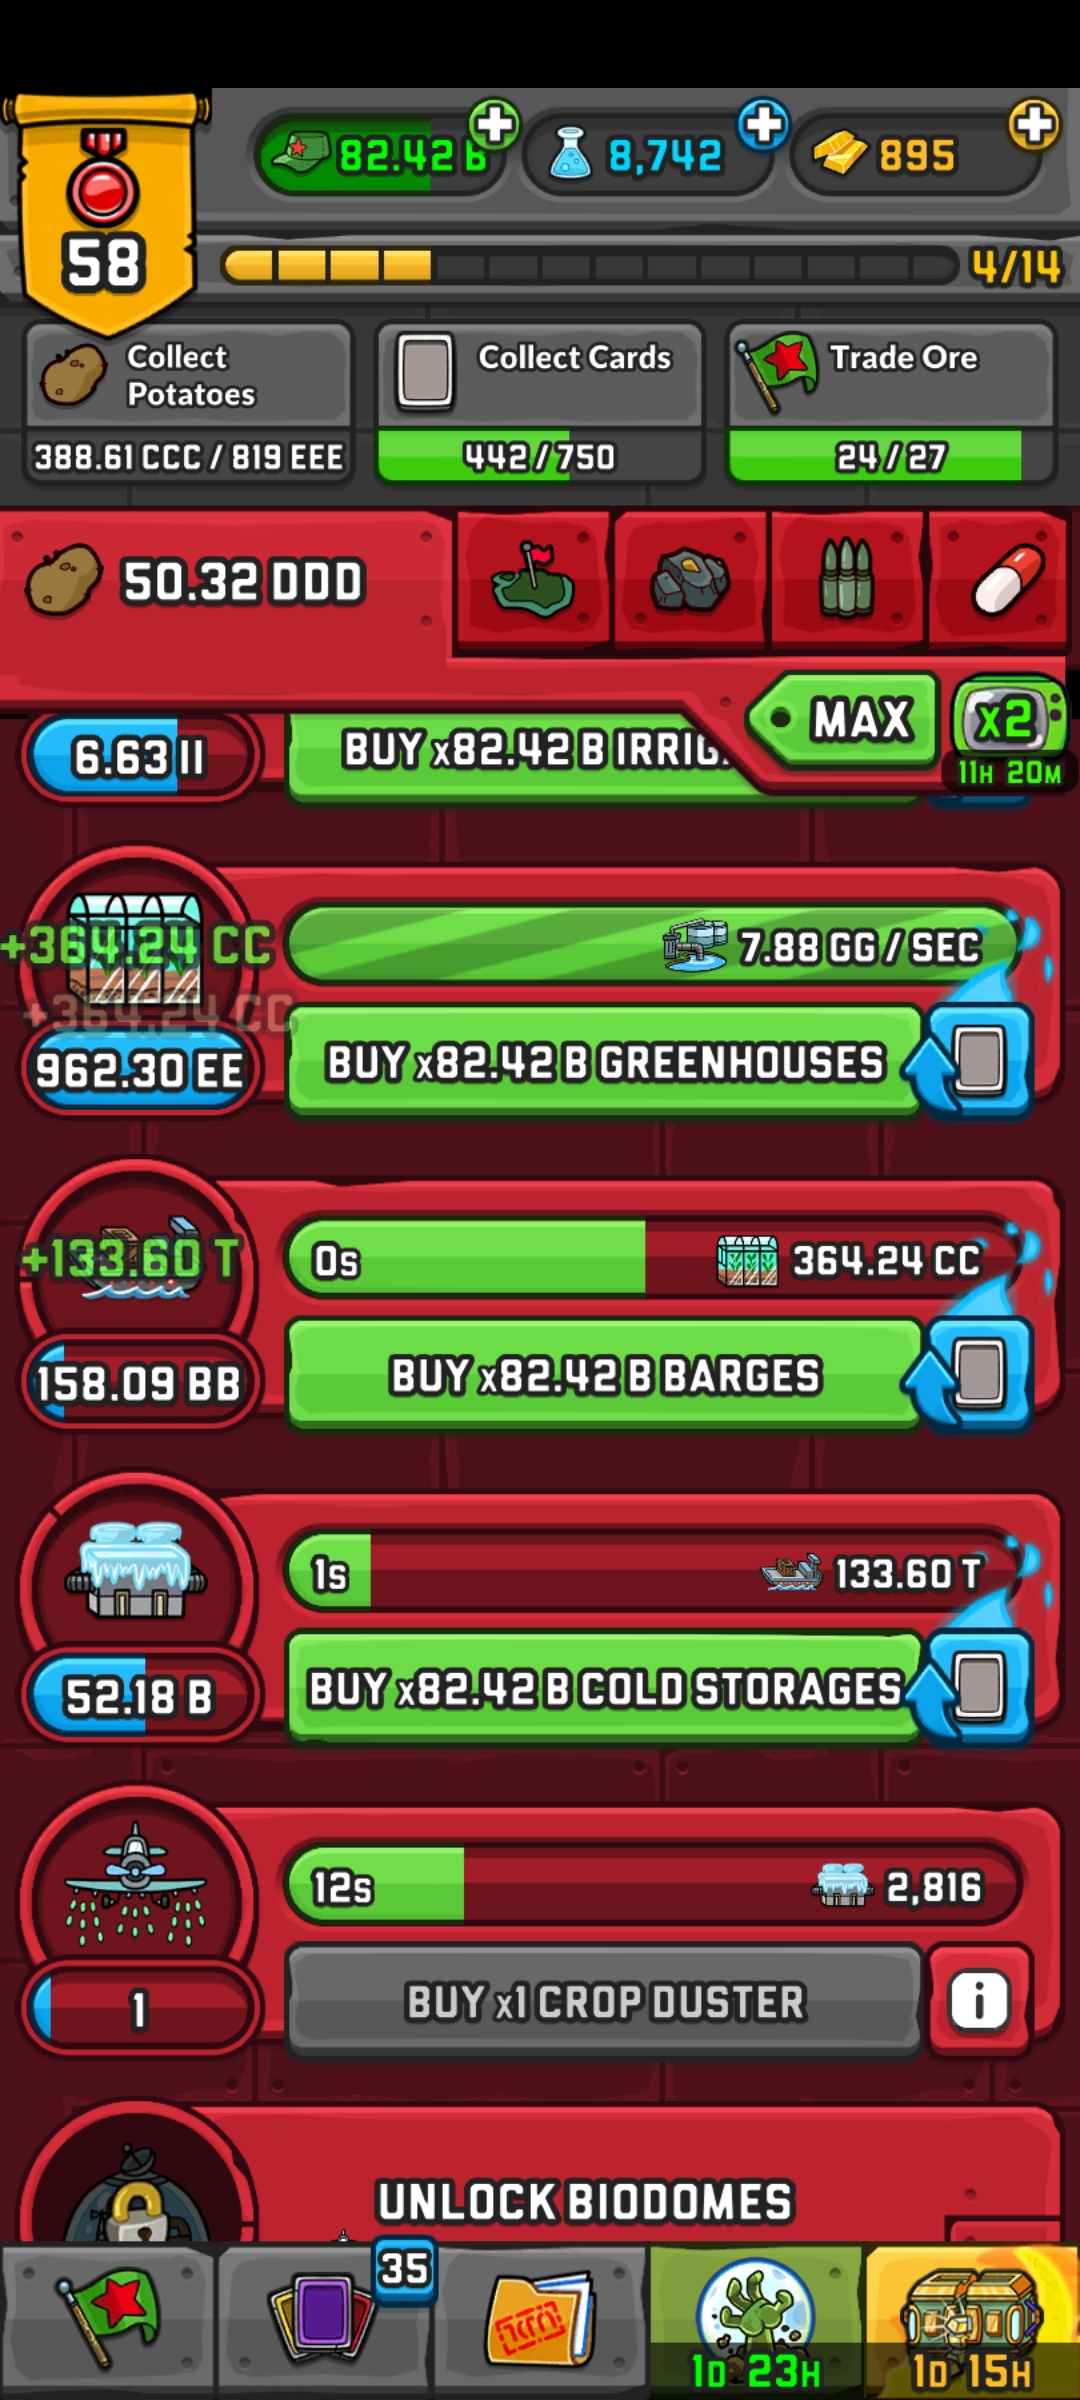 82.42 B
8,742
895
58
4/14
Collect
Potatoes
388.61 CCC / 819 EEE
Collect Cards
442/750
Trade Ore
24/27
50.32 DDD
MAX
x2
11H 20M
6.63 II
BUY x82.42 B IRRIG
+364.24 CC
+364.24 CC
7.88 GG / SEC
962.30 EE
BUY x82.42 B GREENHOUSES
+133.60 T
0s
364.24 CC
158.09 BB
BUY x82.42 B BARGES
1s
133.60 T
52.18 B
BUY x82.42 B COLD STORAGES
12s
2,816
1
BUY x1 CROP DUSTER
i
UNLOCK BIODOMES
35
1D 23H
1D 15H